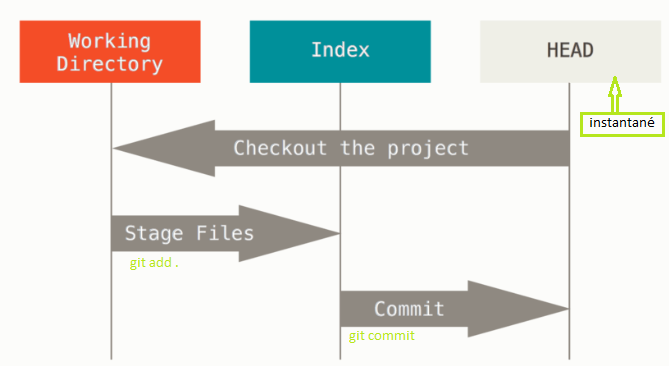 Working
Directory
Index
HEAD
instantané
Checkout the project
Stage Files
git add .
Commit
git commit